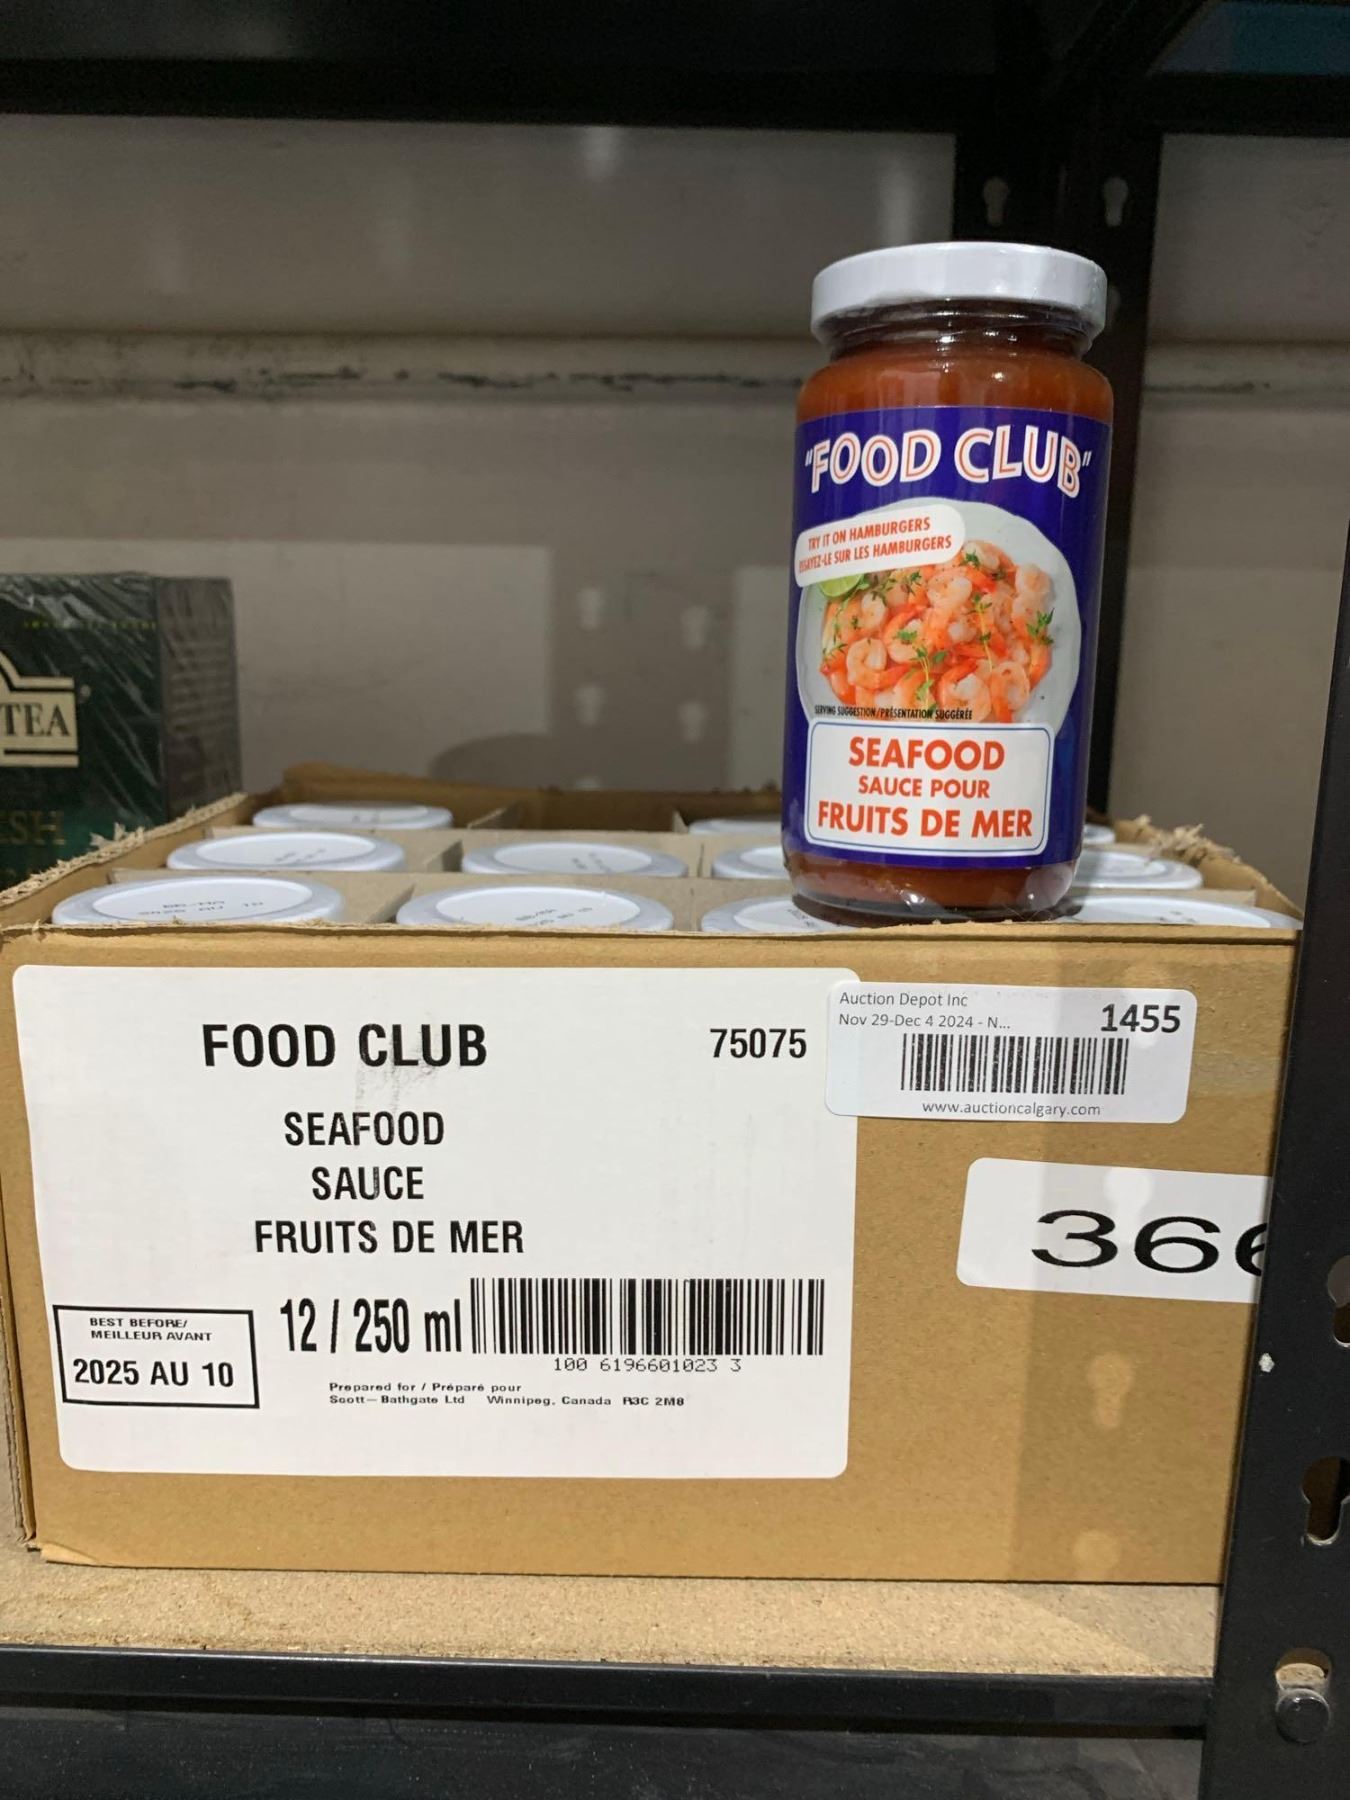 "FOOD CLUB"
TRY IT ON HAMBURGERS
ESSAYEZ-LE SUR LES HAMBURGERS
SERVING SUGGESTION/PRÉSENTATION SUGGÉRÉE
SEAFOOD
SAUCE POUR
FRUITS DE MER
TEA
FOOD CLUB
75075
SEAFOOD
SAUCE
FRUITS DE MER
12 / 250 ml
100 6196601023 3
BEST BEFORE/
MEILLEUR AVANT
2025 AU 10
Prepared for / Préparé pour
Scott-Bathgate Ltd Winnipeg, Canada R3C 2M8
Auction Depot Inc
Nov 29-Dec 4 2024 - N...
1455
www.auctioncalgary.com
366